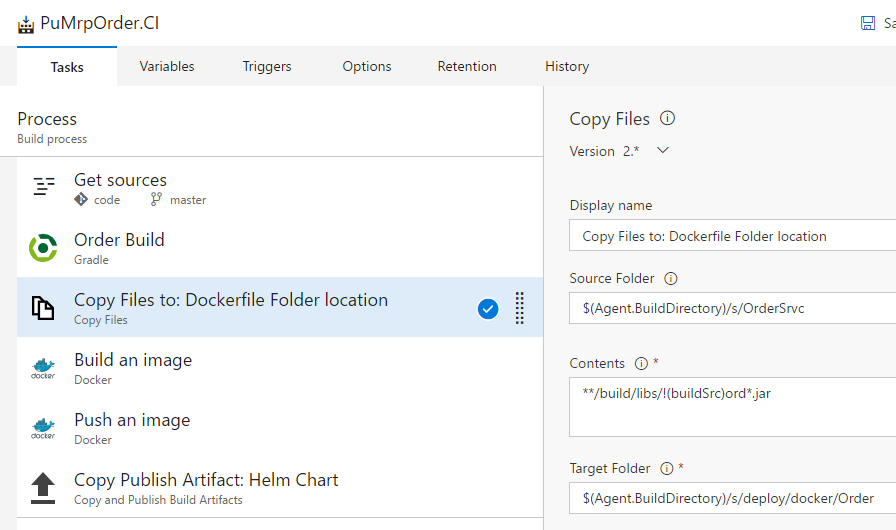 PuMrpOrder.CI
Tasks Variables Triggers Options Retention History
Process
Build process
Get sources
code master
Order Build
Gradle
Copy Files to: Dockerfile Folder location
Copy Files
Build an image
docker Docker
Push an image
docker Docker
Copy Publish Artifact: Helm Chart
Copy and Publish Build Artifacts
Copy Files
Version 2.*
Display name
Copy Files to: Dockerfile Folder location
Source Folder
$(Agent.BuildDirectory)/s/OrderSrvc
Contents *
**/build/libs/!(buildSrc)ord*.jar
Target Folder *
$(Agent.BuildDirectory)/s/deploy/docker/Order